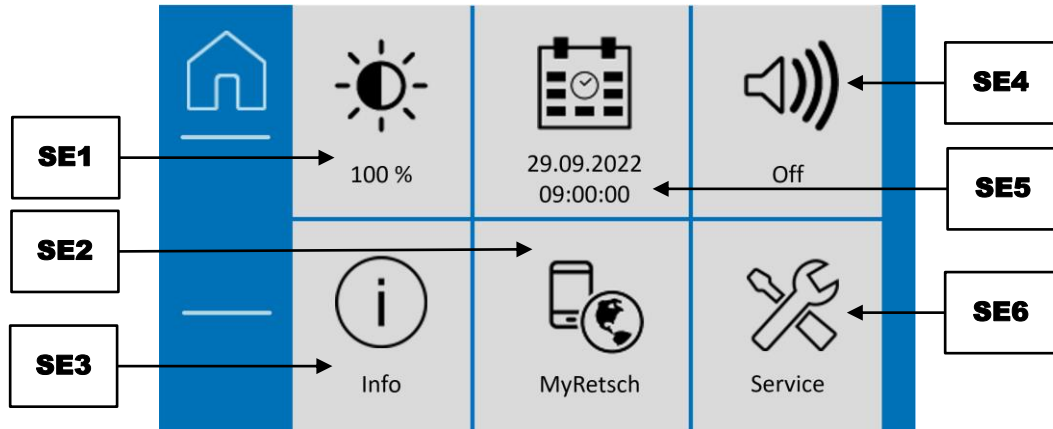 SE1
SE2
SE3
100 %
29.09.2022
09:00:00
Off
i
Info
MyRetsch
Service
SE4
SE5
SE6